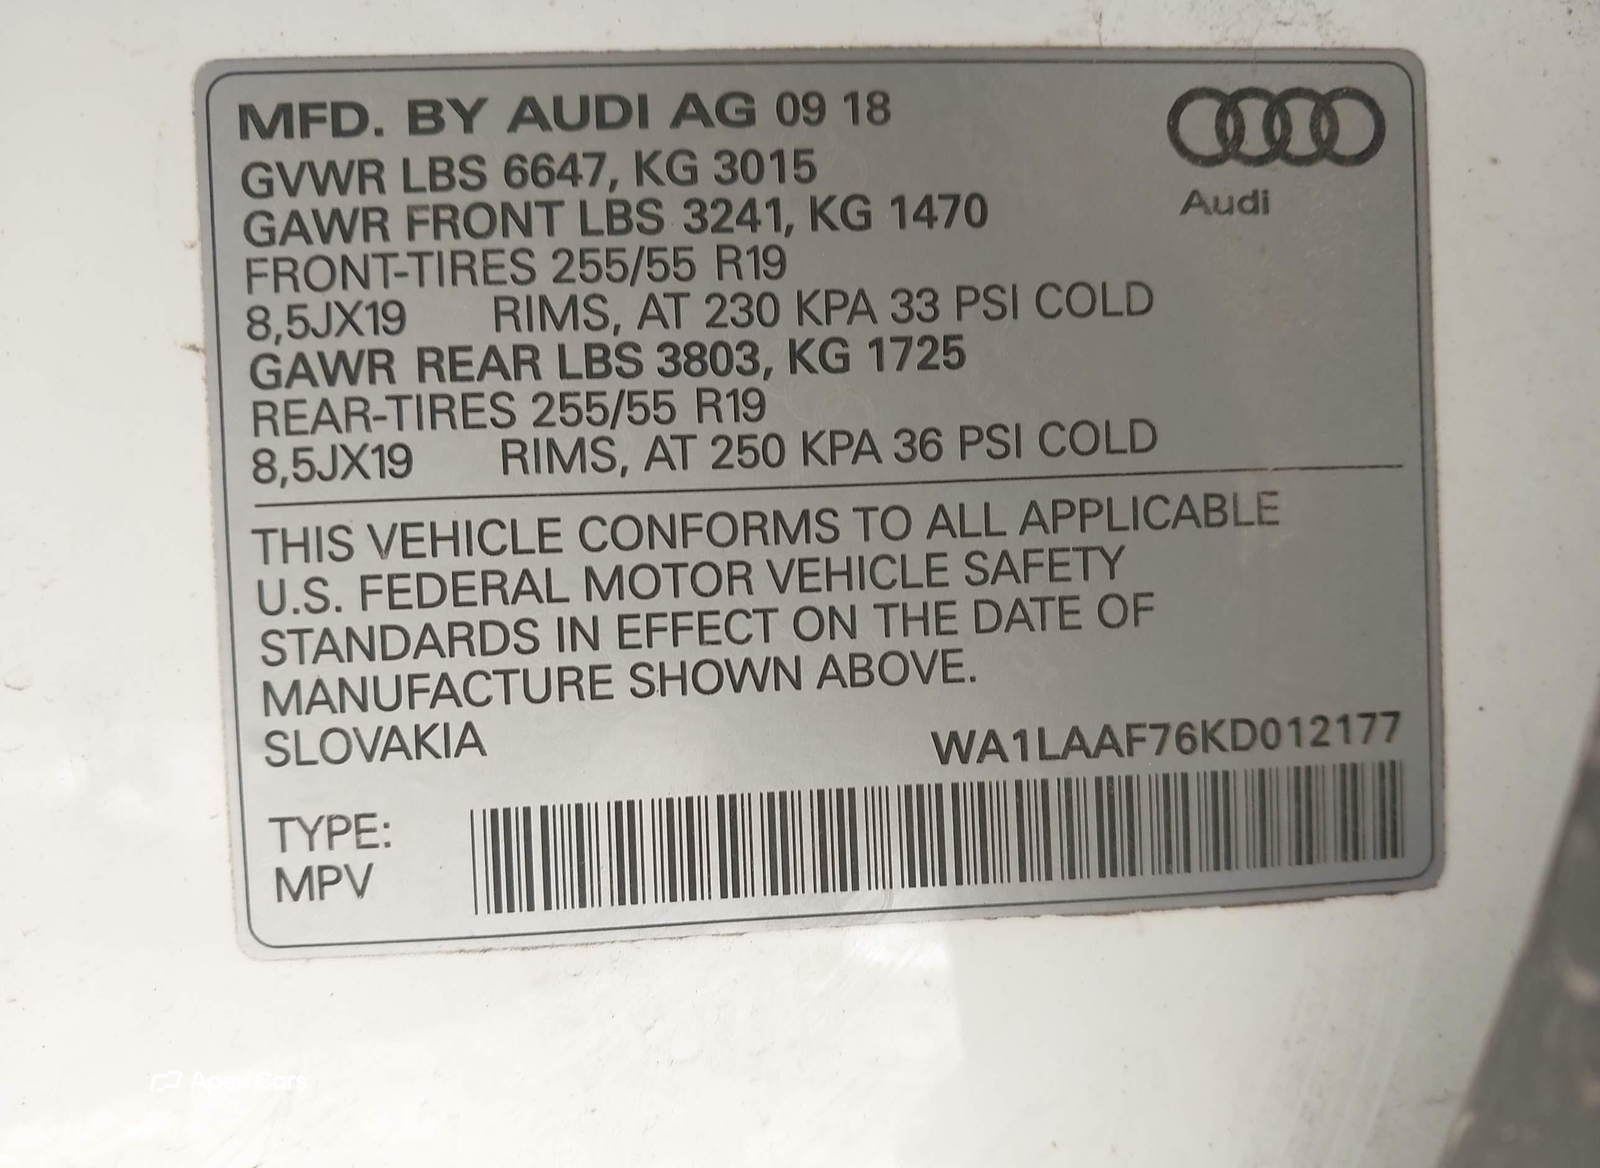 MFD. BY AUDI AG 09 18
GVWR LBS 6647, KG 3015
GAWR FRONT LBS 3241, KG 1470
FRONT-TIRES 255/55 R19
8,5JX19 RIMS, AT 230 KPA 33 PSI COLD
GAWR REAR LBS 3803, KG 1725
REAR-TIRES 255/55 R19
8,5JX19 RIMS, AT 250 KPA 36 PSI COLD
Audi
THIS VEHICLE CONFORMS TO ALL APPLICABLE
U.S. FEDERAL MOTOR VEHICLE SAFETY
STANDARDS IN EFFECT ON THE DATE OF
MANUFACTURE SHOWN ABOVE.
SLOVAKIA WA1LAAF76KD012177
TYPE:
MPV
Apex Cars